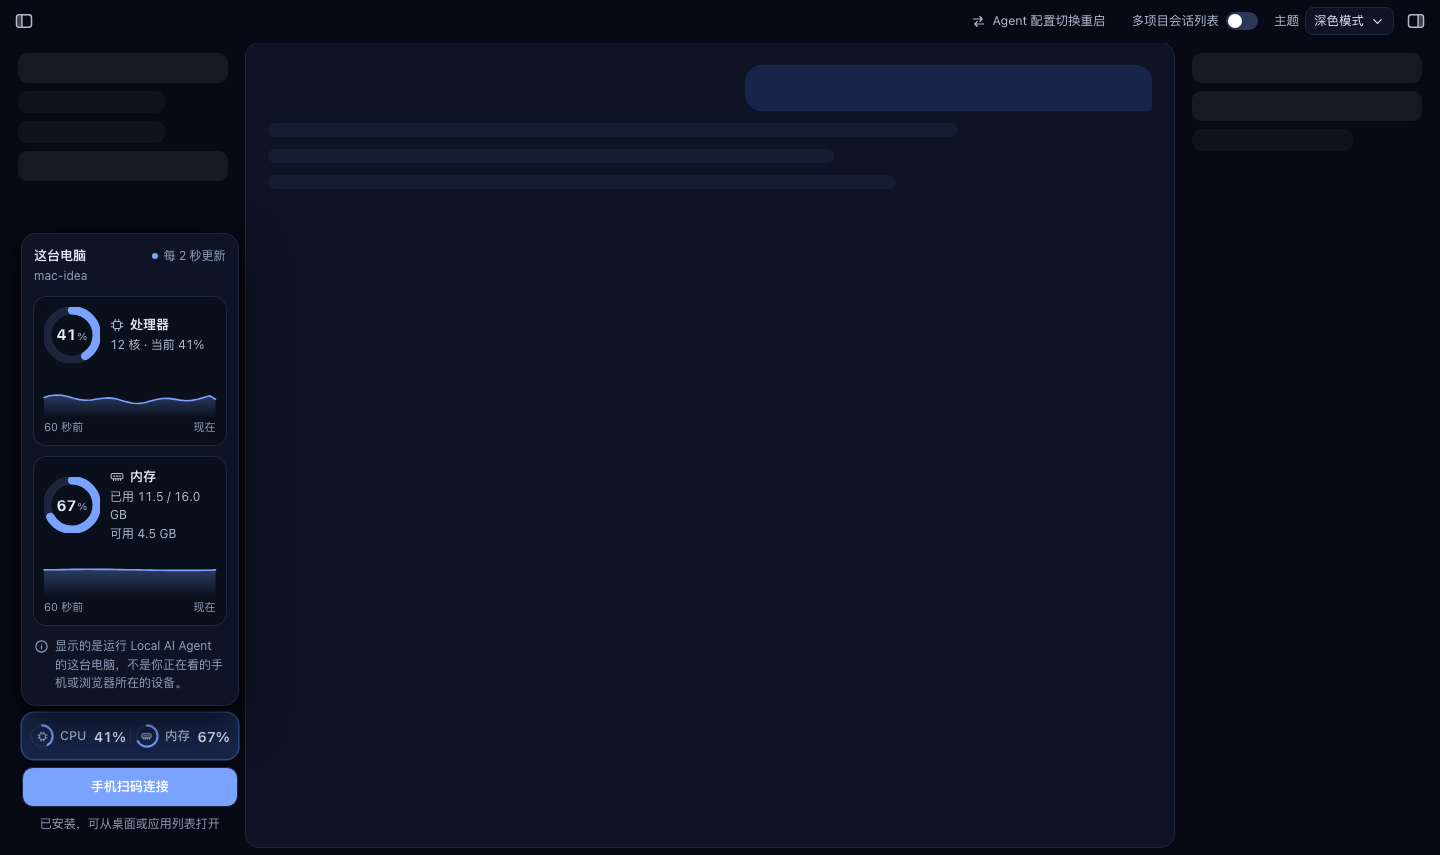 Agent 配置切换重启
多项目会话列表
主题
深色模式
这台电脑
每 2 秒更新
mac-idea
41%
处理器
12 核 · 当前 41%
60 秒前
现在
67%
内存
已用 11.5 / 16.0
GB
可用 4.5 GB
60 秒前
现在
显示的是运行 Local AI Agent
的这台电脑，不是你正在看的手
机或浏览器所在的设备。
CPU 41%
内存 67%
手机扫码连接
已安装，可从桌面或应用列表打开